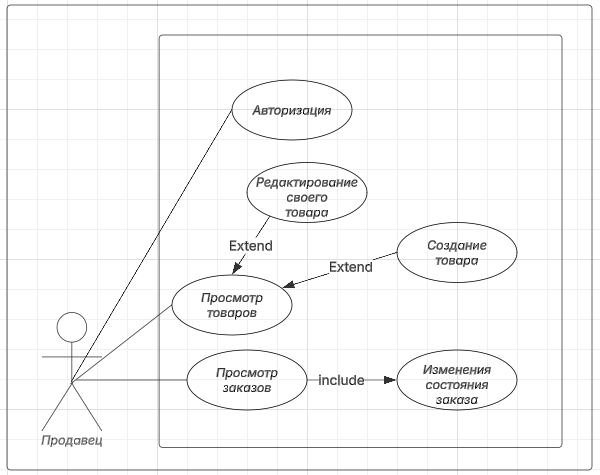 Авторизация
Редактирование
своего
товара
Extend
Создание
товара
Extend
Просмотр
товаров
Просмотр
заказов
include
Изменения
состояния
заказа
Продавец